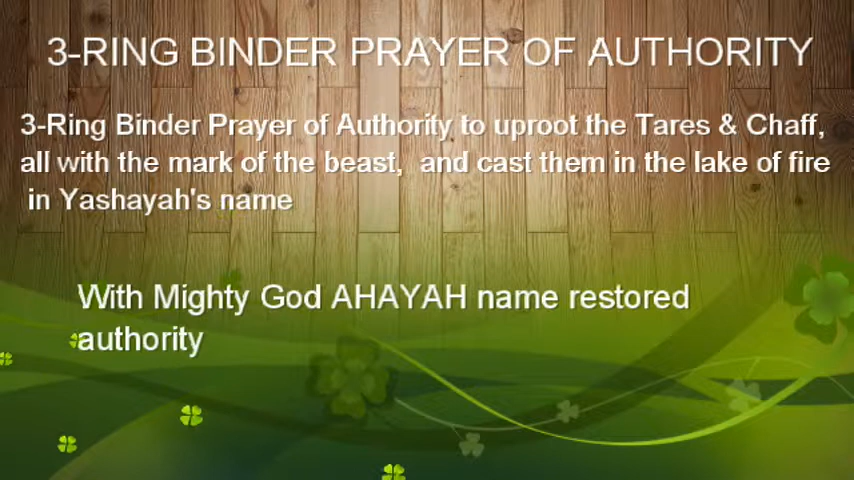 3-RING BINDER PRAYER OF AUTHORITY
3-Ring Binder Prayer of Authority to uproot the Tares & Chaff,
all with the mark of the beast,  and cast them in the lake of fire
in Yashayah's name
With Mighty God AHAYAH name restored
authority